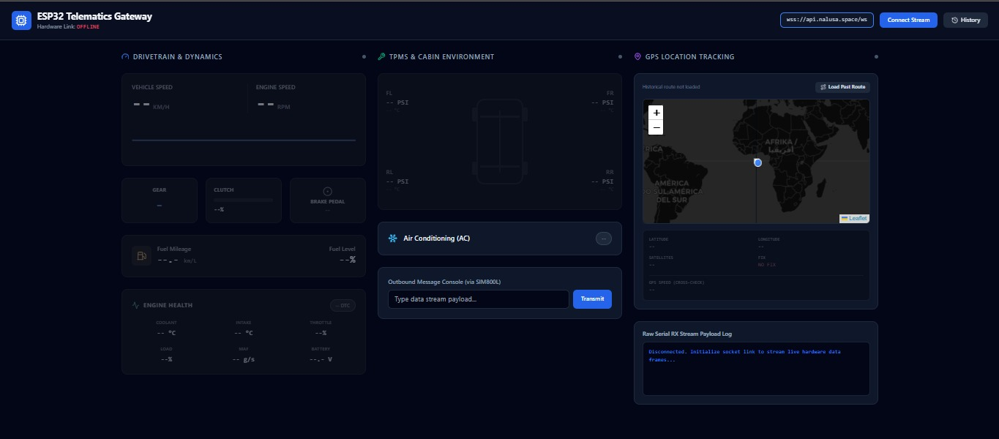 ESP32 Telematics Gateway
Hardware Link: OFFLINE
wss://api.nalusa.space/ws
Connect Stream
History
DRIVETRAIN & DYNAMICS
VEHICLE SPEED
ENGINE SPEED
-- KM/H
-- RPM
GEAR
–
CLUTCH
--%
BRAKE PEDAL
--
Fuel Mileage
--.- km/L
Fuel Level
--%
ENGINE HEALTH
-- DTC
COOLANT
INTAKE
THROTTLE
-- °C
-- °C
--%
LOAD
MAF
BATTERY
--%
-- g/s
--.- V
TPMS & CABIN ENVIRONMENT
FL
FR
-- PSI
-- PSI
-- °C
-- °C
RL
RR
-- PSI
-- PSI
-- °C
-- °C
Air Conditioning (AC)
--
Outbound Message Console (via SIM800L)
Type data stream payload...
Transmit
GPS LOCATION TRACKING
Historical route not loaded
Load Past Route
+
−
AFRIKA /
أفريقيا
ÉRICA
AMÉRICA
O SUL:AMÉRICA
DEL SUR
Leaflet
LATITUDE
LONGITUDE
--
--
SATELLITES
FIX
--
NO FIX
GPS SPEED (CROSS-CHECK)
--
Raw Serial RX Stream Payload Log
Disconnected. Initialize socket link to stream live hardware data
frames...